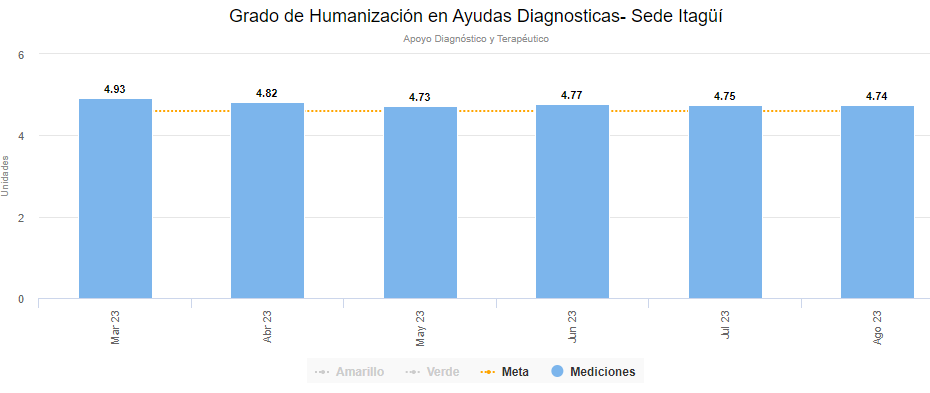 Grado de Humanización en Ayudas Diagnosticas- Sede Itagüí
Apoyo Diagnóstico y Terapéutico
Unidades
6
4
2
0
4.93
4.82
4.73
4.77
4.75
4.74
Mar 23
Abr 23
May 23
Jun 23
Jul 23
Ago 23
Amarillo Verde Meta Mediciones